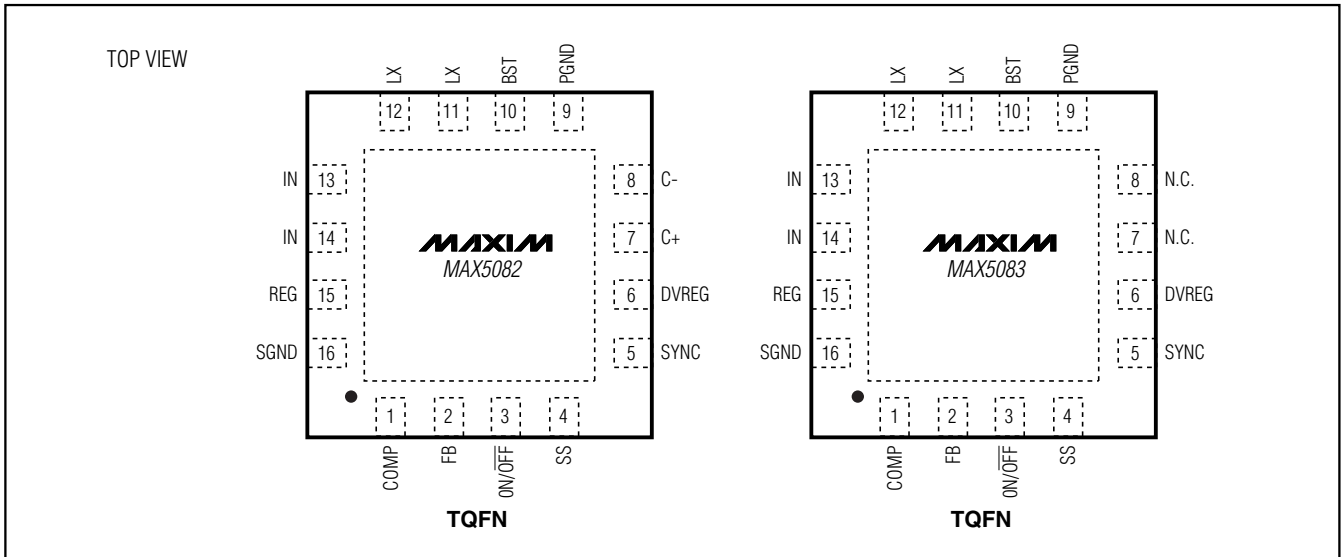 TOP VIEW
LX LX BST PGND
12 11 10 9
IN 13 8 C-
IN 14 7 C+
MAXIM
MAX5082
REG 15 6 DVREG
SGND 16 5 SYNC
1 2 3 4
COMP FB ON/OFF SS
TQFN
LX LX BST PGND
12 11 10 9
IN 13 8 N.C.
IN 14 7 N.C.
MAXIM
MAX5083
REG 15 6 DVREG
SGND 16 5 SYNC
1 2 3 4
COMP FB ON/OFF SS
TQFN